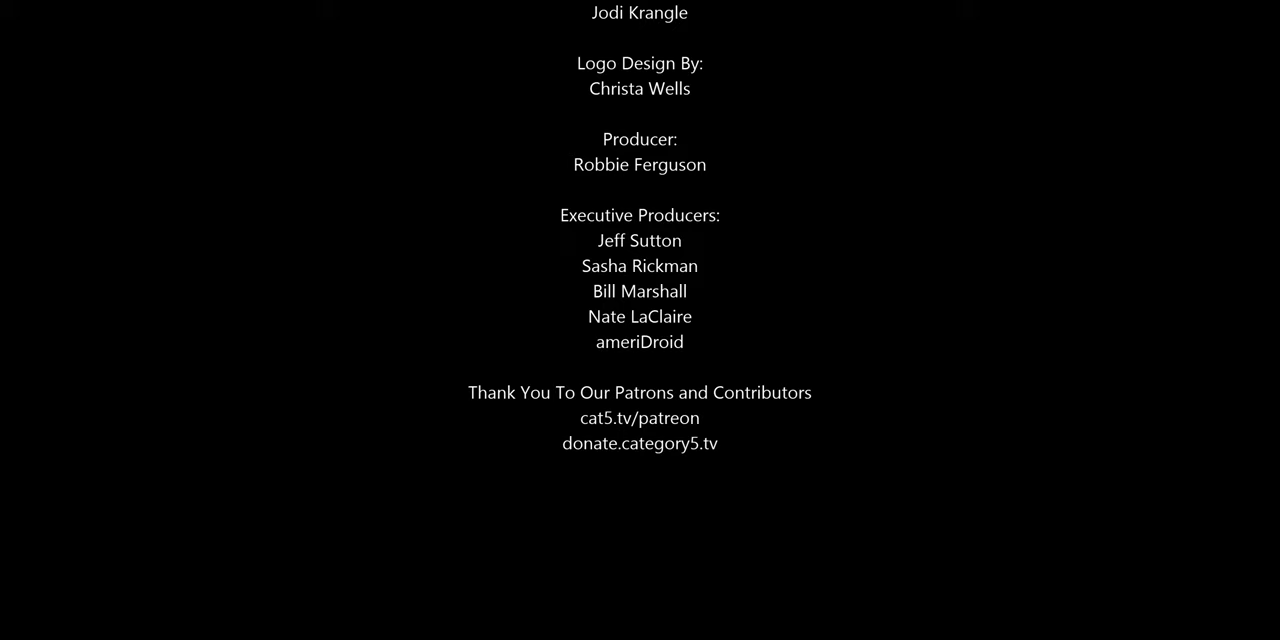 Jodi Krangle
Logo Design By:
Christa Wells
Producer:
Robbie Ferguson
Executive Producers:
Jeff Sutton
Sasha Rickman
Bill Marshall
Nate LaClaire
ameriDroid
Thank You To Our Patrons and Contributors
cat5.tv/patreon
donate.category5.tv